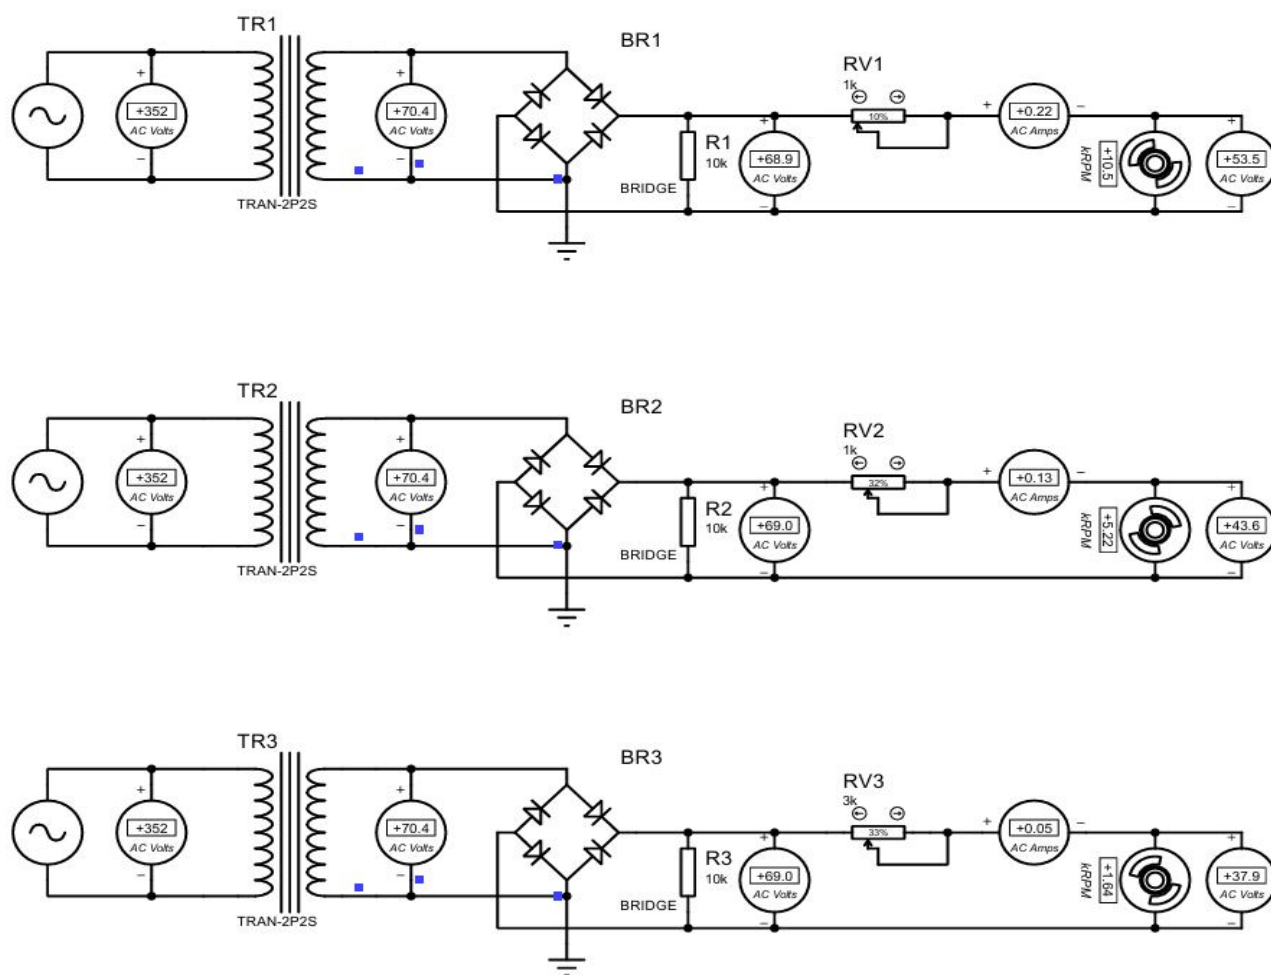 TR1
BR1
RV1
1k
10%
+
+352
AC Volts
−
+
+70.4
AC Volts
−
R1
10k
BRIDGE
+
+68.9
AC Volts
−
+
+0.22
AC Amps
−
+10.5
kRPM
+
+53.5
AC Volts
−
TRAN-2P2S
TR2
BR2
RV2
1k
32%
+
+352
AC Volts
−
+
+70.4
AC Volts
−
R2
10k
BRIDGE
+
+69.0
AC Volts
−
+
+0.13
AC Amps
−
+5.22
kRPM
+
+43.6
AC Volts
−
TRAN-2P2S
TR3
BR3
RV3
3k
33%
+
+352
AC Volts
−
+
+70.4
AC Volts
−
R3
10k
BRIDGE
+
+69.0
AC Volts
−
+
+0.05
AC Amps
−
+1.64
kRPM
+
+37.9
AC Volts
−
TRAN-2P2S